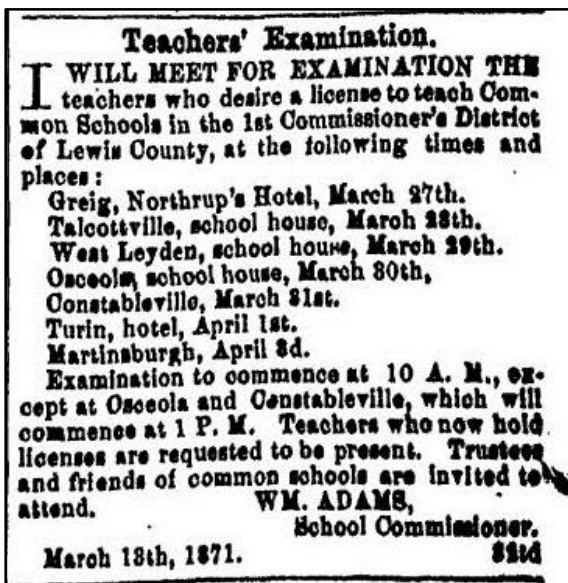 Teachers' Examination.
I WILL MEET FOR EXAMINATION THE
teachers who desire a license to teach Com-
mon Schools in the 1st Commissioner's District
of Lewis County, at the following times and
places:
Greig, Northrup's Hotel, March 27th.
Talcottville, school house, March 28th.
West Leyden, school house, March 29th.
Osceola, school house, March 30th,
Constableville, March 31st.
Turin, hotel, April 1st.
Martinsburgh, April 3d.
Examination to commence at 10 A. M., ex-
cept at Osceola and Constableville, which will
commence at 1 P. M. Teachers who now hold
licenses are requested to be present. Trustees
and friends of common schools are invited to
attend. WM. ADAMS,
School Commissioner.
March 13th, 1871.